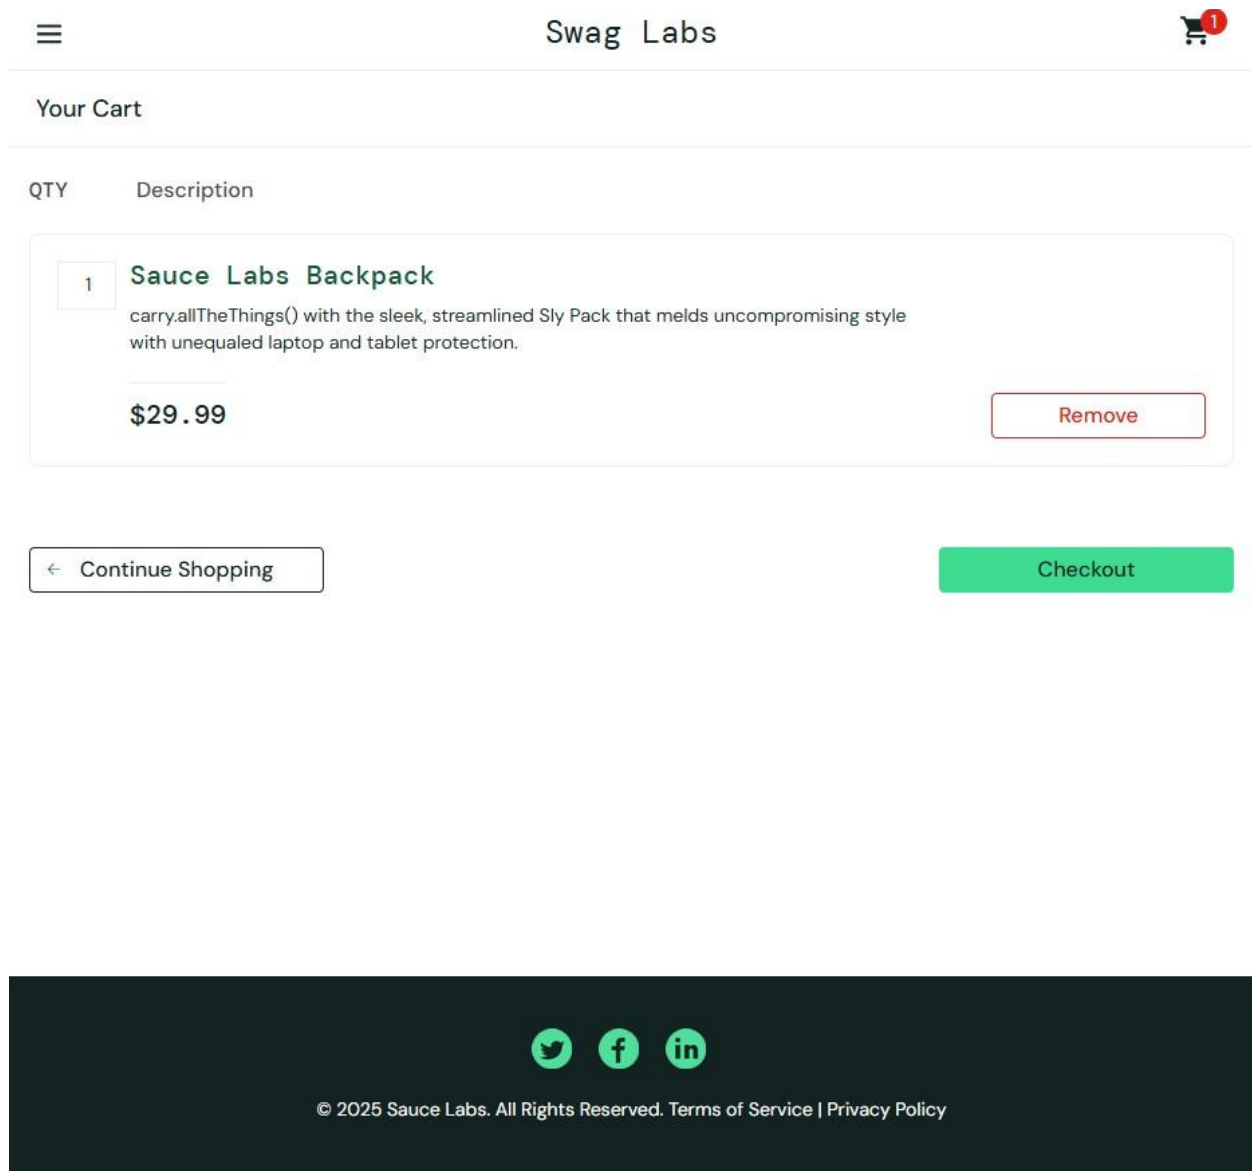 Swag Labs
1
Your Cart
QTY Description
1
Sauce Labs Backpack
carry.allTheThings() with the sleek, streamlined Sly Pack that melds uncompromising style
with unequaled laptop and tablet protection.
$29.99
Remove
← Continue Shopping
Checkout
© 2025 Sauce Labs. All Rights Reserved. Terms of Service | Privacy Policy